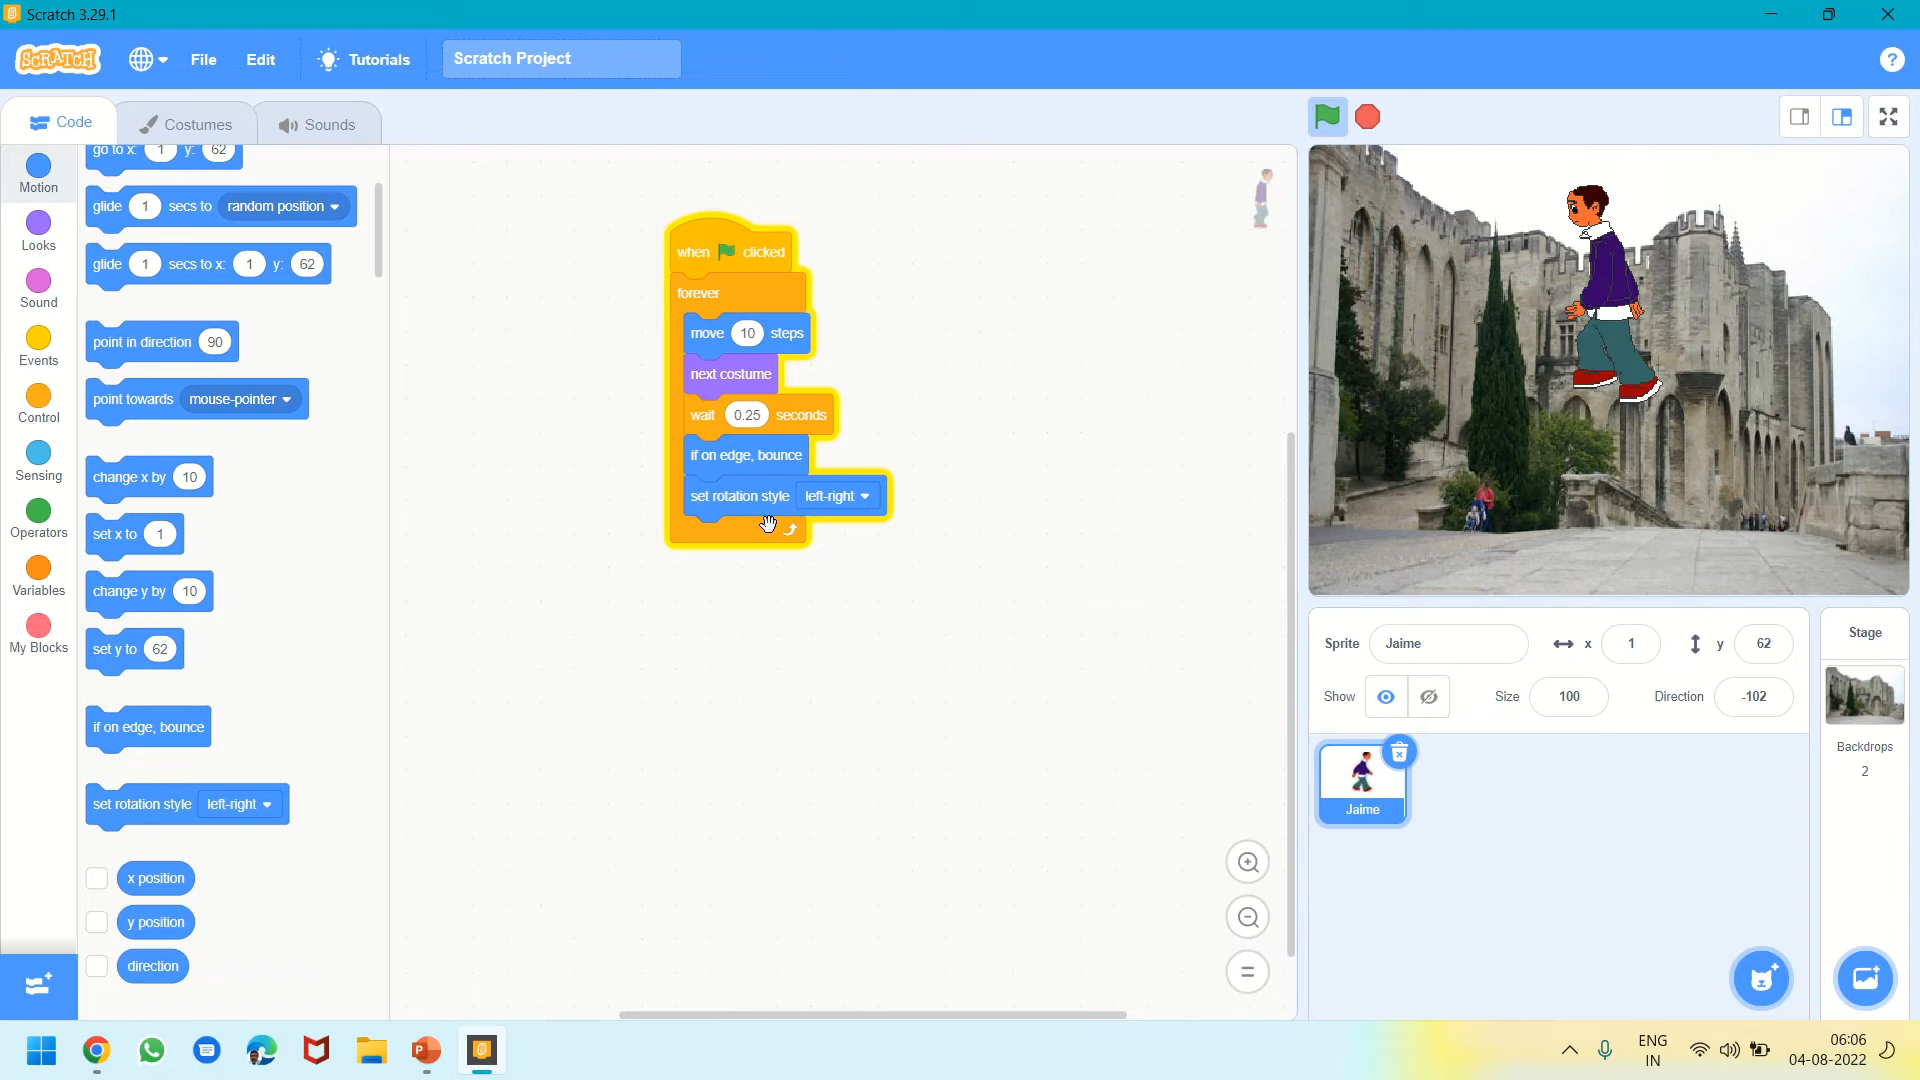 Scratch 3.29.1
SCRATCH File Edit Tutorials Scratch Project ?
Code Costumes Sounds
Motion
Looks
Sound
Events
Control
Sensing
Operators
Variables
My Blocks
go to x: 1 y: 62
glide 1 secs to random position
glide 1 secs to x: 1 y: 62
point in direction 90
point towards mouse-pointer
change x by 10
set x to 1
change y by 10
set y to 62
if on edge, bounce
set rotation style left-right
x position
y position
direction
when clicked
forever
move 10 steps
next costume
wait 0.25 seconds
if on edge, bounce
set rotation style left-right
Sprite Jaime x 1 y 62
Show Size 100 Direction -102
Jaime
Stage
Backdrops
2
ENG
IN
06:06
04-08-2022